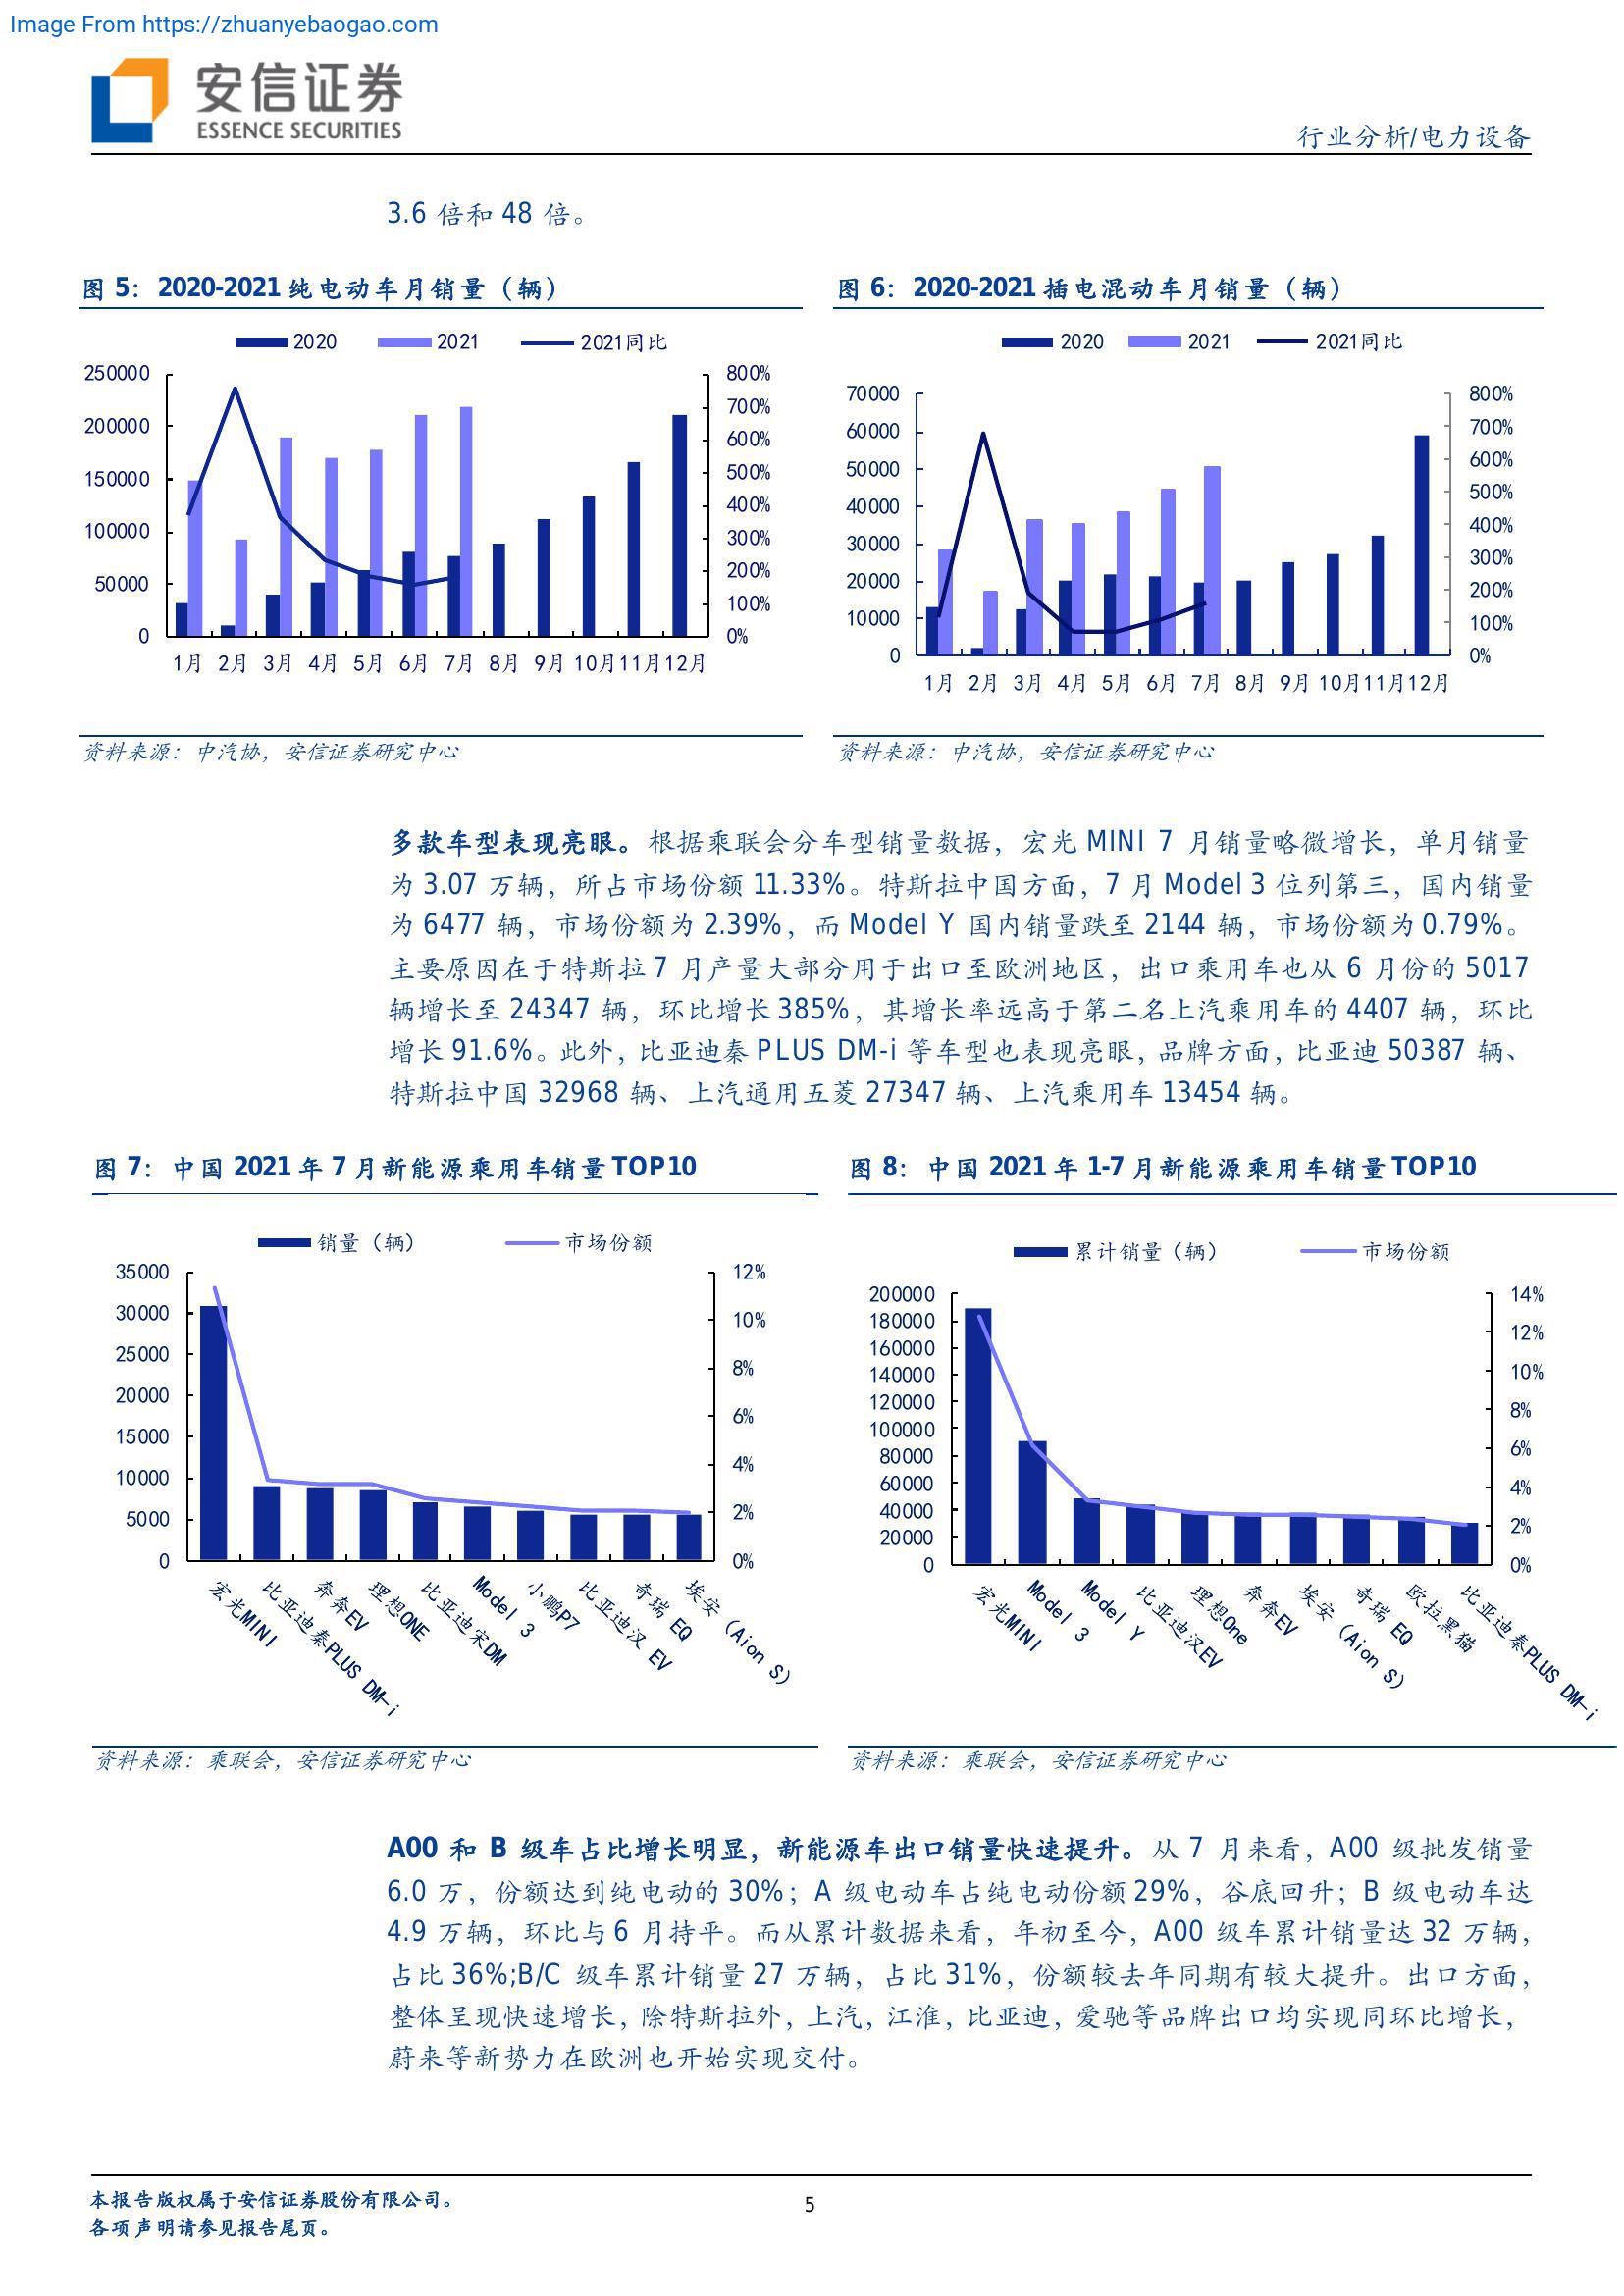 Image From https://zhuanyebaogao.com
安信证券
ESSENCE SECURITIES
行业分析/电力设备
3.6 倍和 48 倍。
图 5：2020-2021 纯电动车月销量（辆）
2020 2021 2021同比
250000
200000
150000
100000
50000
0
800%
700%
600%
500%
400%
300%
200%
100%
0%
1月 2月 3月 4月 5月 6月 7月 8月 9月 10月 11月 12月
资料来源：中汽协，安信证券研究中心
图 6：2020-2021 插电混动车月销量（辆）
2020 2021 2021同比
70000
60000
50000
40000
30000
20000
10000
0
800%
700%
600%
500%
400%
300%
200%
100%
0%
1月 2月 3月 4月 5月 6月 7月 8月 9月 10月 11月 12月
资料来源：中汽协，安信证券研究中心
多款车型表现亮眼。根据乘联会分车型销量数据，宏光 MINI 7 月销量略微增长，单月销量
为 3.07 万辆，所占市场份额 11.33%。特斯拉中国方面，7 月 Model 3 位列第三，国内销量
为 6477 辆，市场份额为 2.39%，而 Model Y 国内销量跌至 2144 辆，市场份额为 0.79%。
主要原因在于特斯拉 7 月产量大部分用于出口至欧洲地区，出口乘用车也从 6 月份的 5017
辆增长至 24347 辆，环比增长 385%，其增长率远高于第二名上汽乘用车的 4407 辆，环比
增长 91.6%。此外，比亚迪秦 PLUS DM-i 等车型也表现亮眼，品牌方面，比亚迪 50387 辆、
特斯拉中国 32968 辆、上汽通用五菱 27347 辆、上汽乘用车 13454 辆。
图 7：中国 2021 年 7 月新能源乘用车销量 TOP10
销量（辆） 市场份额
35000
30000
25000
20000
15000
10000
5000
0
12%
10%
8%
6%
4%
2%
0%
宏光MINI
比亚迪秦PLUS DM-i
奔奔EV
理想ONE
比亚迪宋DM
Model 3
小鹏P7
比亚迪汉 EV
奇瑞 EQ
埃安（Aion S）
资料来源：乘联会，安信证券研究中心
图 8：中国 2021 年 1-7 月新能源乘用车销量 TOP10
累计销量（辆） 市场份额
200000
180000
160000
140000
120000
100000
80000
60000
40000
20000
0
14%
12%
10%
8%
6%
4%
2%
0%
宏光MINI
Model 3
Model Y
比亚迪汉EV
理想One
奔奔EV
埃安（Aion S）
奇瑞 EQ
欧拉黑猫
比亚迪秦PLUS DM-i
资料来源：乘联会，安信证券研究中心
A00 和 B 级车占比增长明显，新能源车出口销量快速提升。从 7 月来看，A00 级批发销量
6.0 万，份额达到纯电动的 30%；A 级电动车占纯电动份额 29%，谷底回升；B 级电动车达
4.9 万辆，环比与 6 月持平。而从累计数据来看，年初至今，A00 级车累计销量达 32 万辆，
占比 36%;B/C 级车累计销量 27 万辆，占比 31%，份额较去年同期有较大提升。出口方面，
整体呈现快速增长，除特斯拉外，上汽，江淮，比亚迪，爱驰等品牌出口均实现同环比增长，
蔚来等新势力在欧洲也开始实现交付。
本报告版权属于安信证券股份有限公司。
各项声明请参见报告尾页。
5